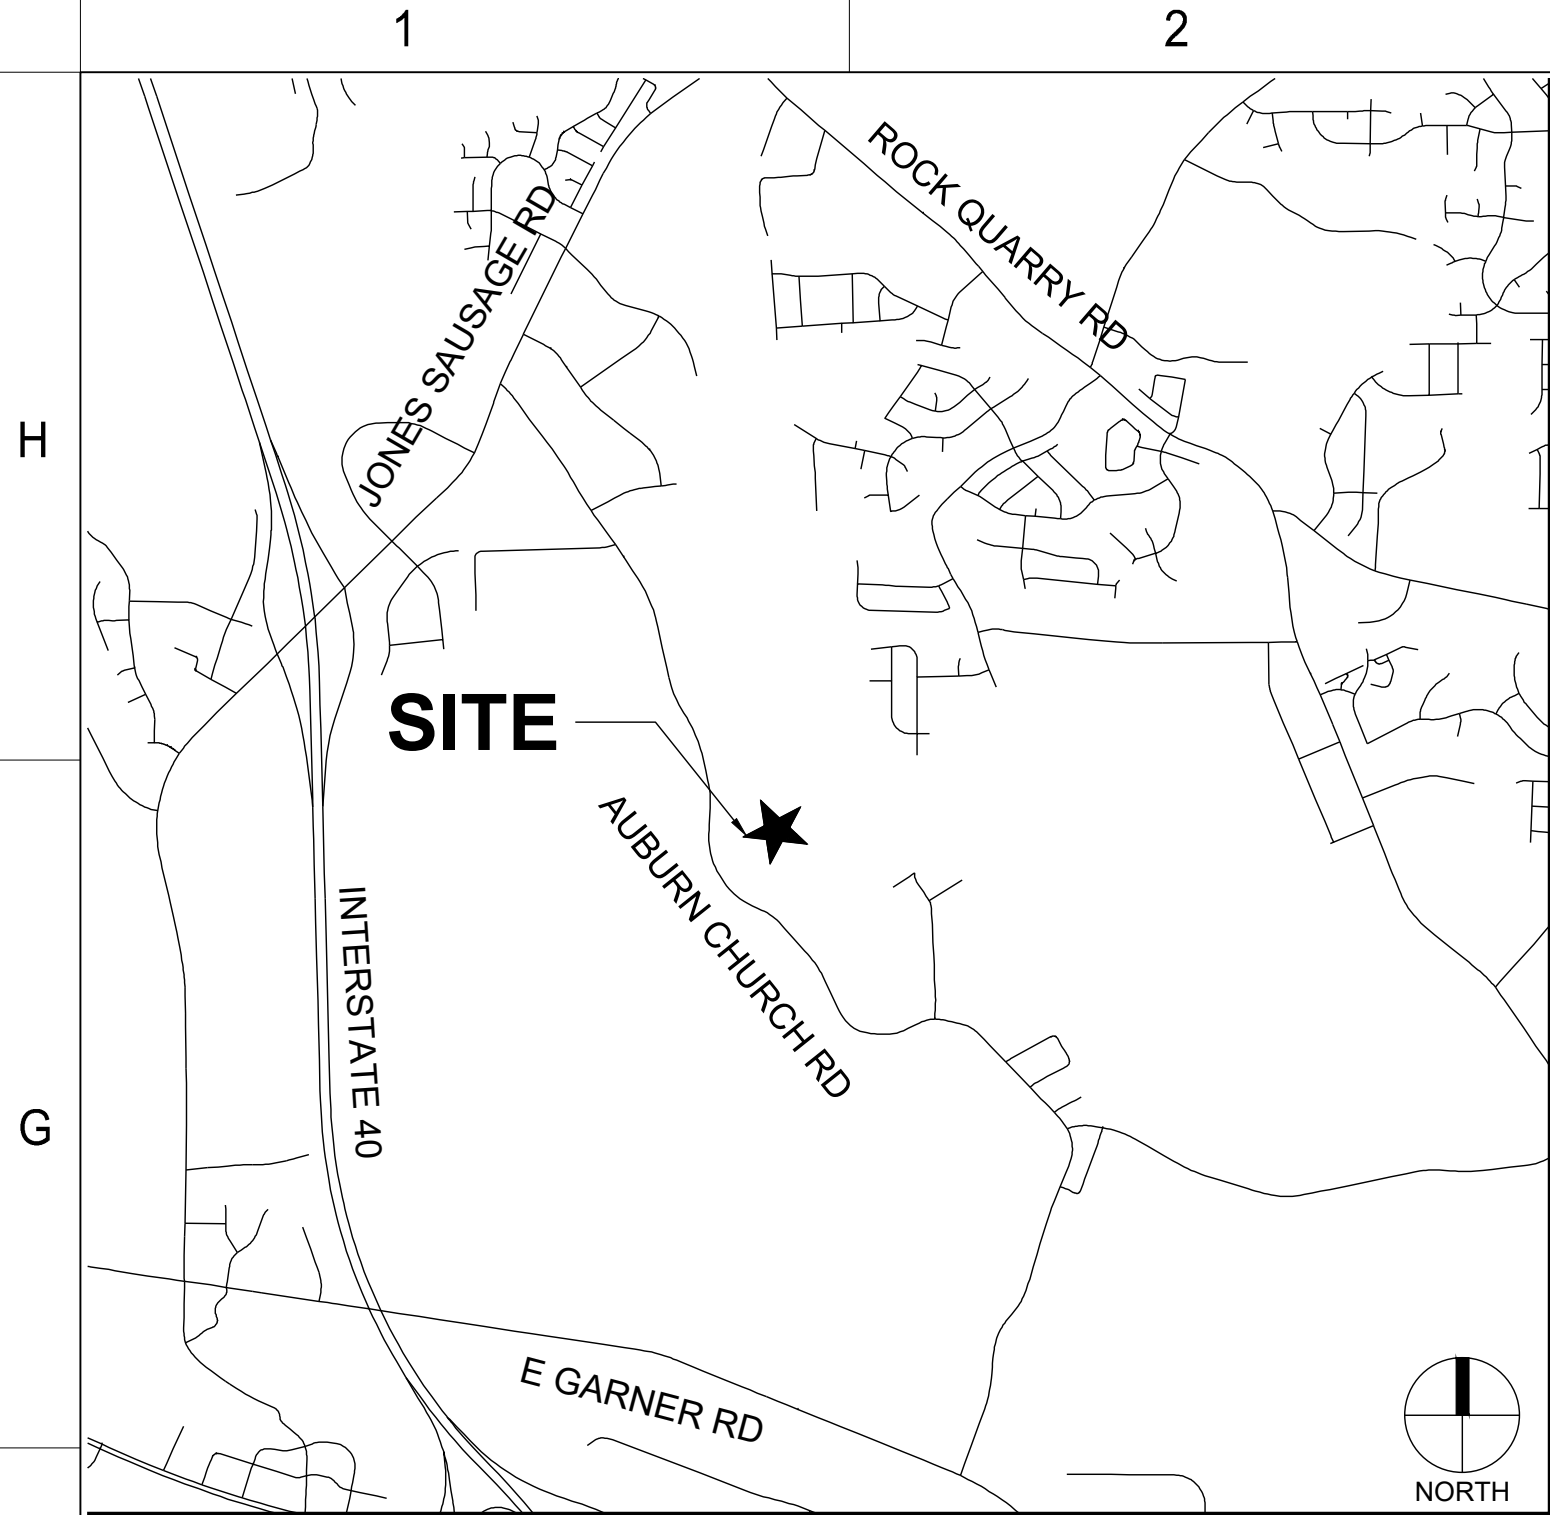 1
2
ROCK QUARRY RD
JONES SAUSAGE RD
H
SITE
AUBURN CHURCH RD
INTERSTATE 40
G
E GARNER RD
NORTH